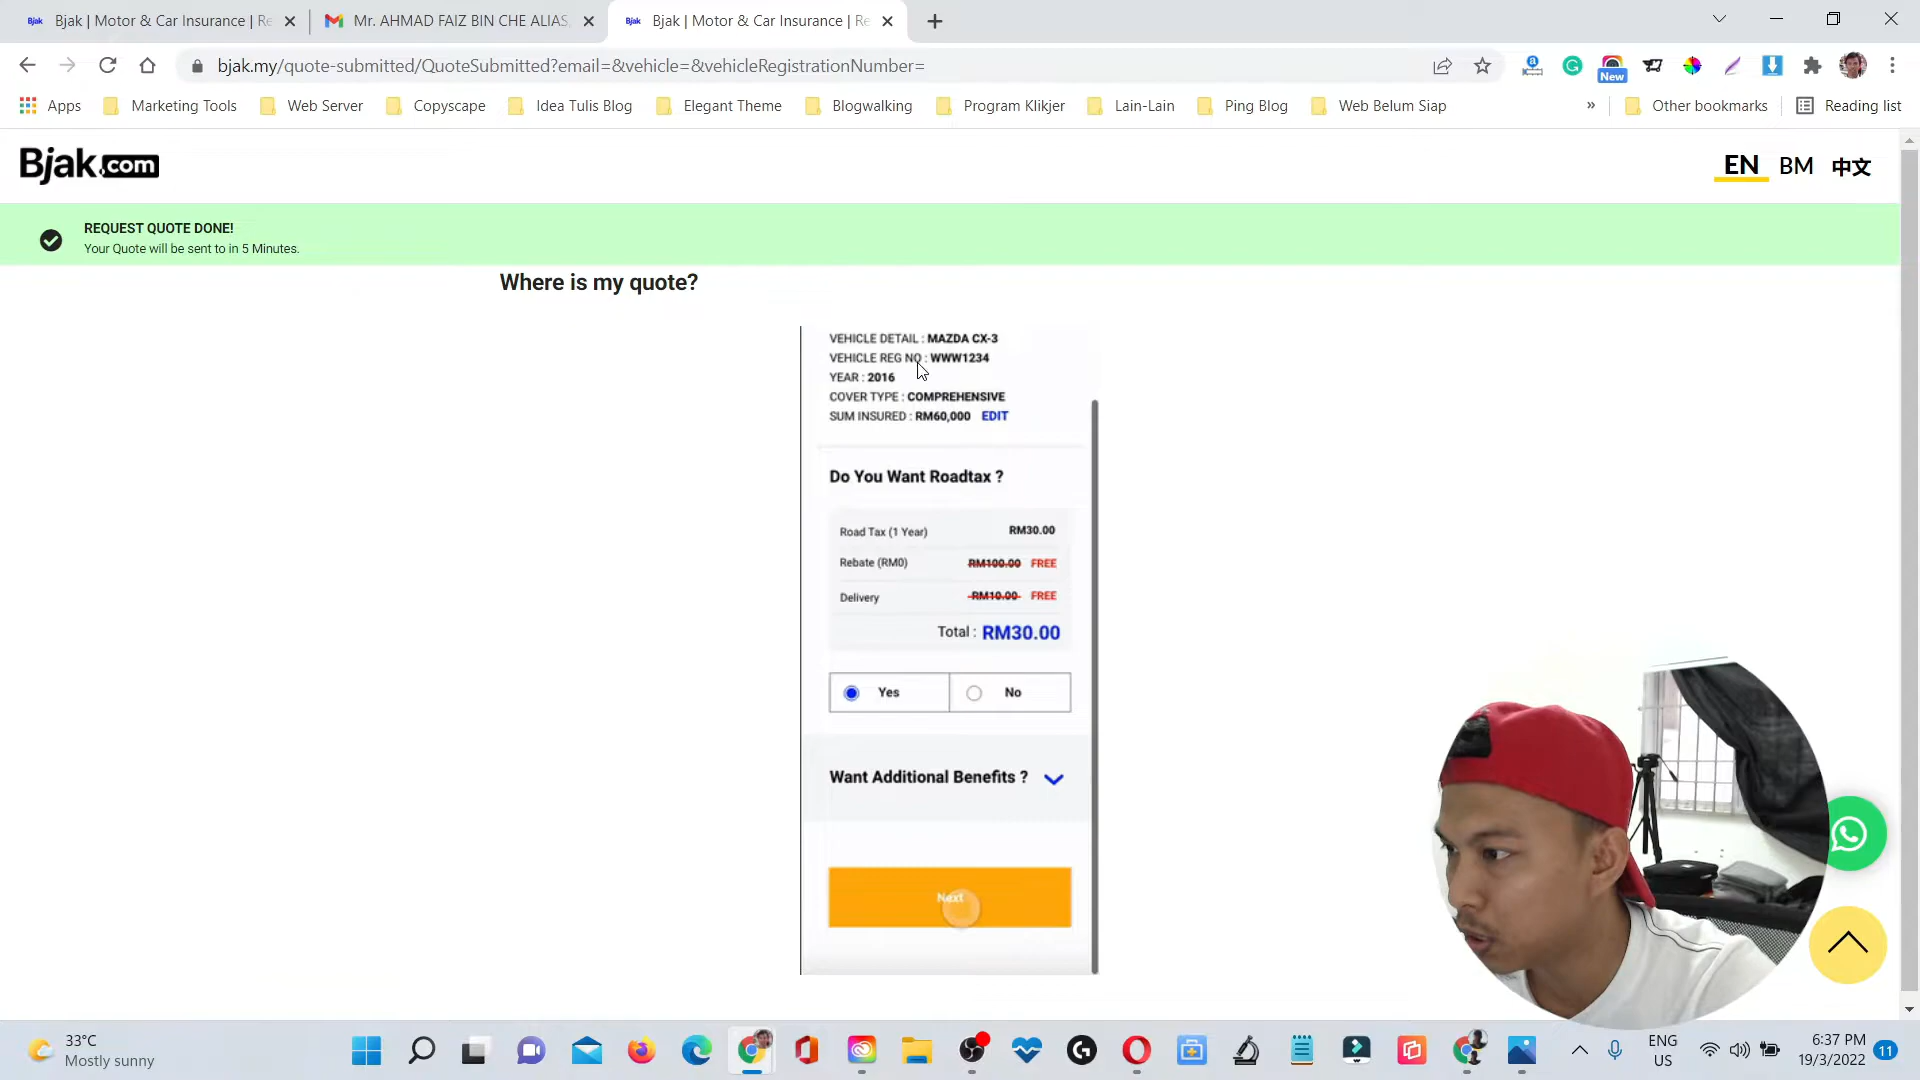 Bjak | Motor & Car Insurance | Re
Mr. AHMAD FAIZ BIN CHE ALIAS,
Bjak | Motor & Car Insurance | Re
bjak.my/quote-submitted/QuoteSubmitted?email=&vehicle=&vehicleRegistrationNumber=
New
Apps
Marketing Tools
Web Server
Copyscape
Idea Tulis Blog
Elegant Theme
Blogwalking
Program Klikjer
Lain-Lain
Ping Blog
Web Belum Siap
»
Other bookmarks
Reading list
Bjak.com
EN BM 中文
REQUEST QUOTE DONE!
Your Quote will be sent to in 5 Minutes.
Where is my quote?
VEHICLE DETAIL : MAZDA CX-3
VEHICLE REG NO : WWW1234
YEAR : 2016
COVER TYPE : COMPREHENSIVE
SUM INSURED : RM60,000 EDIT
Do You Want Roadtax ?
Road Tax (1 Year) RM30.00
Rebate (RM0) RM100.00 FREE
Delivery RM10.00 FREE
Total : RM30.00
Yes No
Want Additional Benefits ?
Next
33°C
Mostly sunny
ENG
US
6:37 PM
19/3/2022
11